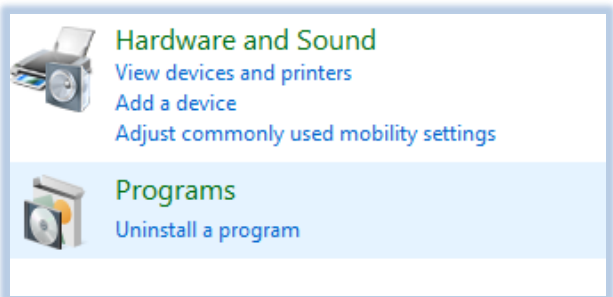 Hardware and Sound
View devices and printers
Add a device
Adjust commonly used mobility settings
Programs
Uninstall a program